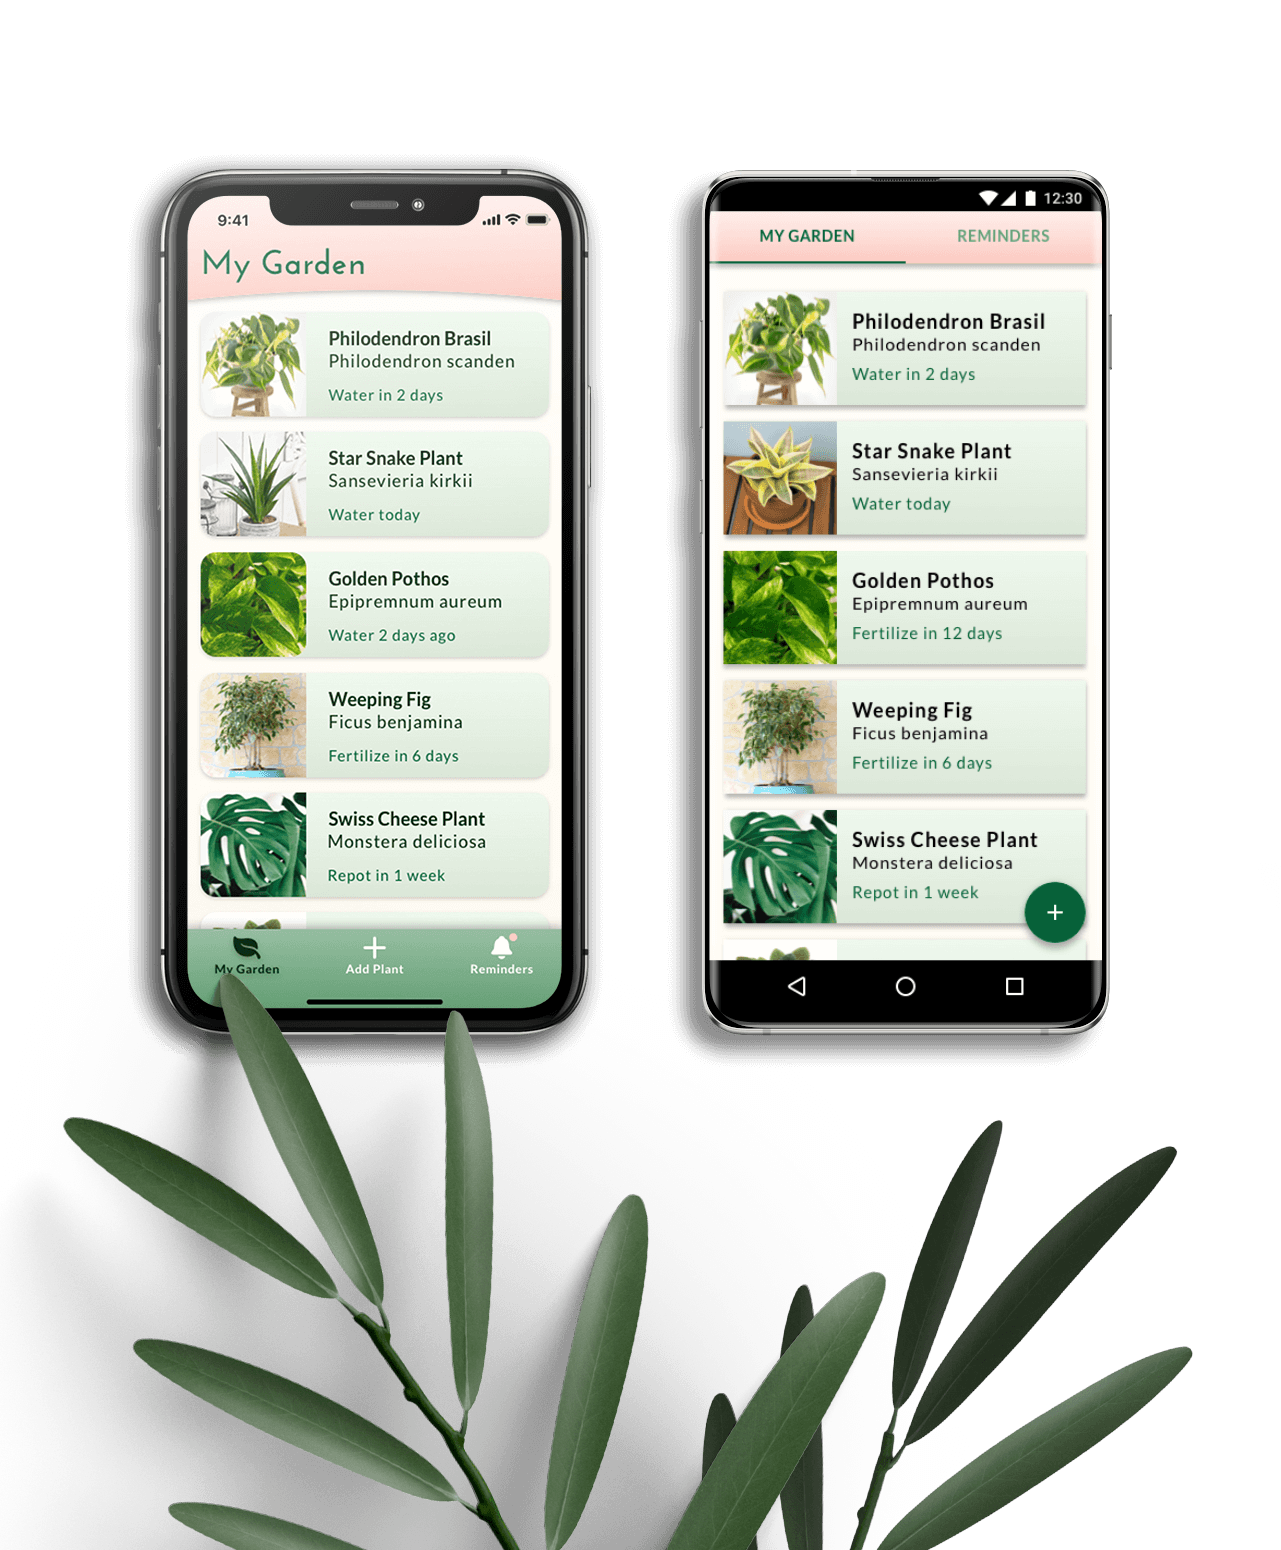 9:41
My Garden
Philodendron Brasil
Philodendron scanden
Water in 2 days
Star Snake Plant
Sansevieria kirkii
Water today
Golden Pothos
Epipremnum aureum
Water 2 days ago
Weeping Fig
Ficus benjamina
Fertilize in 6 days
Swiss Cheese Plant
Monstera deliciosa
Repot in 1 week
My Garden
Add Plant
Reminders
12:30
MY GARDEN
REMINDERS
Philodendron Brasil
Philodendron scanden
Water in 2 days
Star Snake Plant
Sansevieria kirkii
Water today
Golden Pothos
Epipremnum aureum
Fertilize in 12 days
Weeping Fig
Ficus benjamina
Fertilize in 6 days
Swiss Cheese Plant
Monstera deliciosa
Repot in 1 week